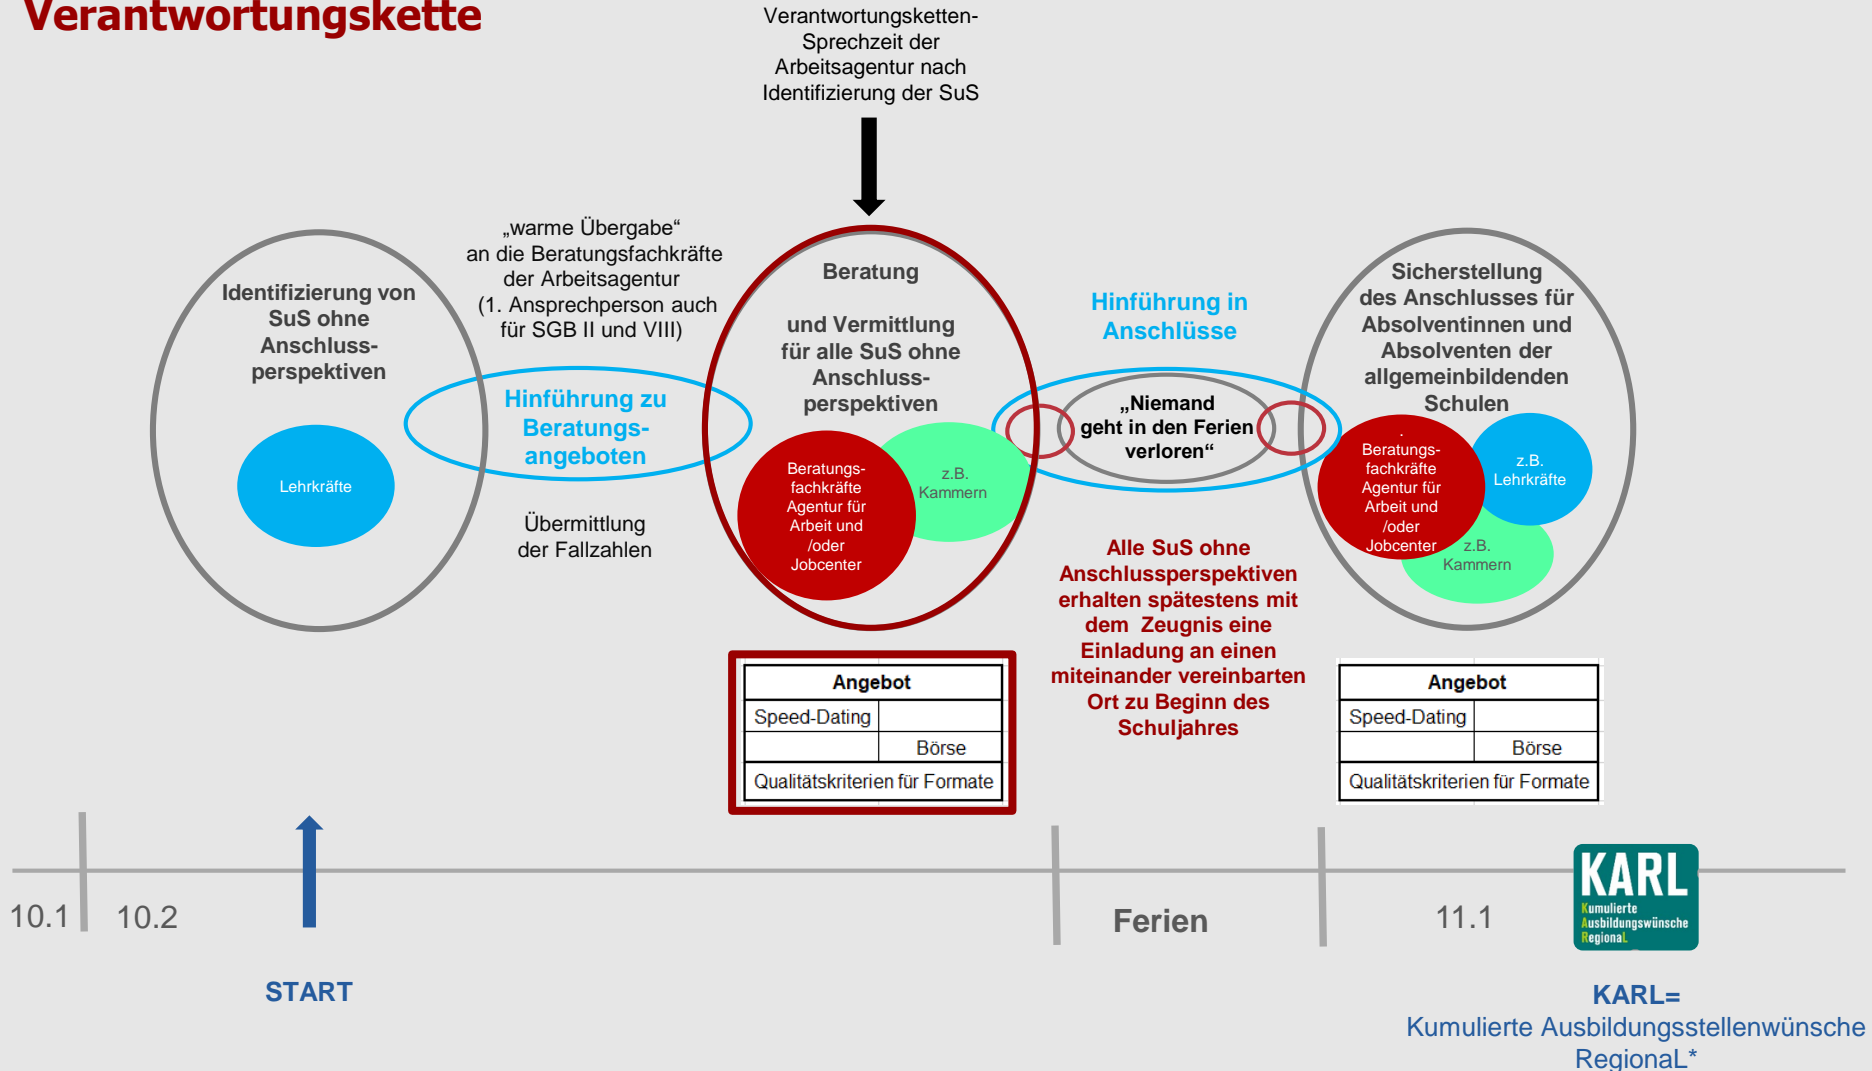 Verantwortungskette
Verantwortungsketten-
Sprechzeit der
Arbeitsagentur nach
Identifizierung der SuS
Identifizierung von
SuS ohne
Anschluss-
perspektiven
Lehrkräfte
„warme Übergabe“
an die Beratungsfachkräfte
der Arbeitsagentur
(1. Ansprechperson auch
für SGB II und VIII)
Hinführung zu
Beratungs-
angeboten
Übermittlung
der Fallzahlen
Beratung
und Vermittlung
für alle SuS ohne
Anschluss-
perspektiven
Beratungs-
fachkräfte
Agentur für
Arbeit und
/oder
Jobcenter
z.B.
Kammern
Hinführung in
Anschlüsse
„Niemand
geht in den Ferien
verloren“
Alle SuS ohne
Anschlussperspektiven
erhalten spätestens mit
dem Zeugnis eine
Einladung an einen
miteinander vereinbarten
Ort zu Beginn des
Schuljahres
Sicherstellung
des Anschlusses für
Absolventinnen und
Absolventen der
allgemeinbildenden
Schulen
.
Beratungs-
fachkräfte
Agentur für
Arbeit und
/oder
Jobcenter
z.B.
Lehrkräfte
z.B.
Kammern
Angebot
Speed-Dating
Börse
Qualitätskriterien für Formate
Angebot
Speed-Dating
Börse
Qualitätskriterien für Formate
10.1
10.2
Ferien
11.1
KARL
Kumulierte
Ausbildungswünsche
RegionaL
START
KARL=
Kumulierte Ausbildungsstellenwünsche
RegionaL*